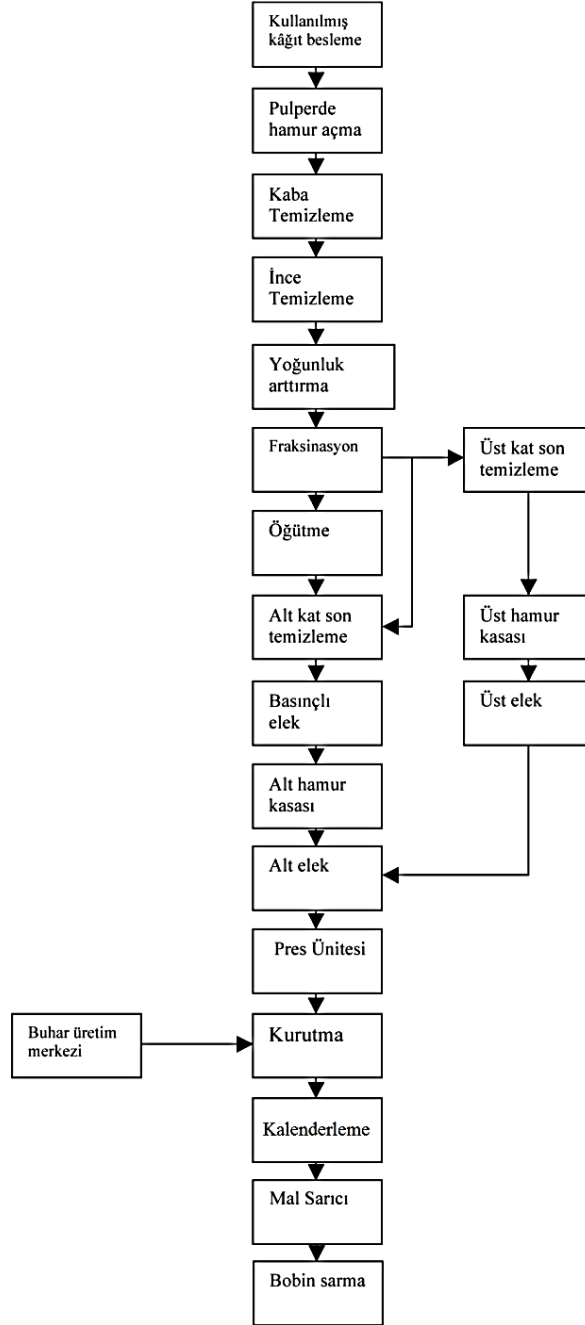 Kullanılmış
kâğıt besleme
Pulperde
hamur açma
Kaba
Temizleme
İnce
Temizleme
Yoğunluk
arttırma
Fraksinasyon
Üst kat son
temizleme
Öğütme
Alt kat son
temizleme
Üst hamur
kasası
Basınçlı
elek
Üst elek
Alt hamur
kasası
Alt elek
Pres Ünitesi
Buhar üretim
merkezi
Kurutma
Kalenderleme
Mal Sarıcı
Bobin sarma